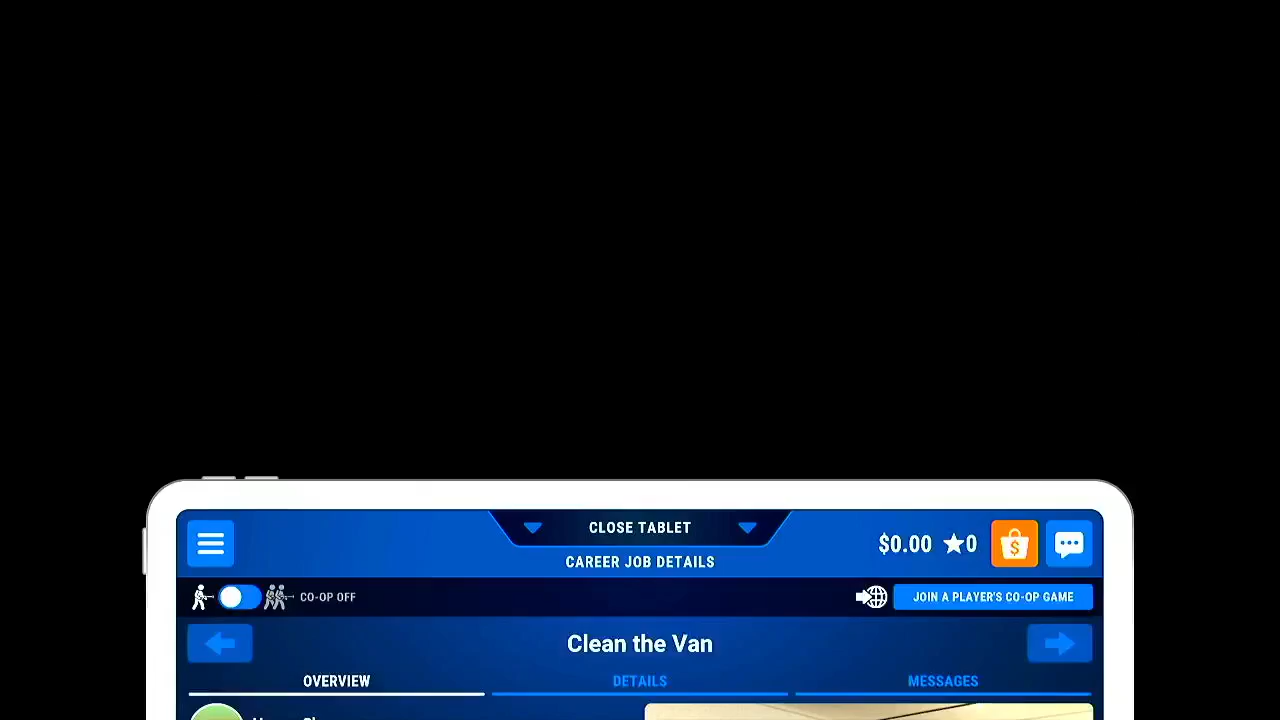 CLOSE TABLET
$0.00 ★0
CAREER JOB DETAILS
CO-OP OFF
JOIN A PLAYER'S CO-OP GAME
Clean the Van
OVERVIEW
DETAILS
MESSAGES